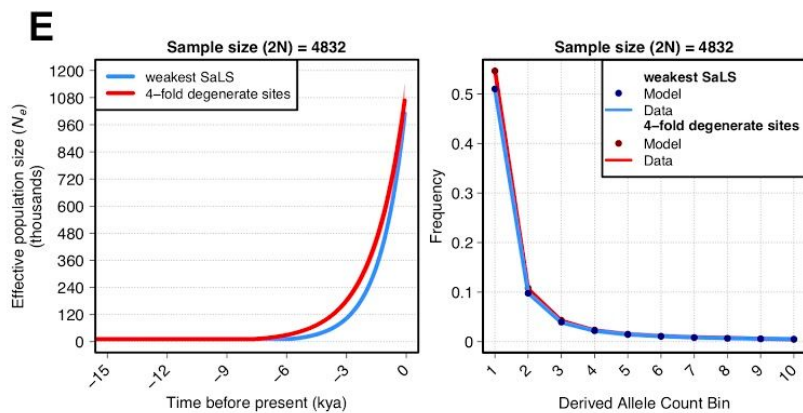 E
Sample size (2N) = 4832
1200
1080
960
840
720
600
480
360
240
120
0
Effective population size (Ne)
(thousands)
weakest SaLS
4−fold degenerate sites
−15
−12
−9
−6
−3
0
Time before present (kya)
Sample size (2N) = 4832
0.5
0.4
0.3
0.2
0.1
0
Frequency
weakest SaLS
Model
Data
4−fold degenerate sites
Model
Data
1
2
3
4
5
6
7
8
9
10
Derived Allele Count Bin